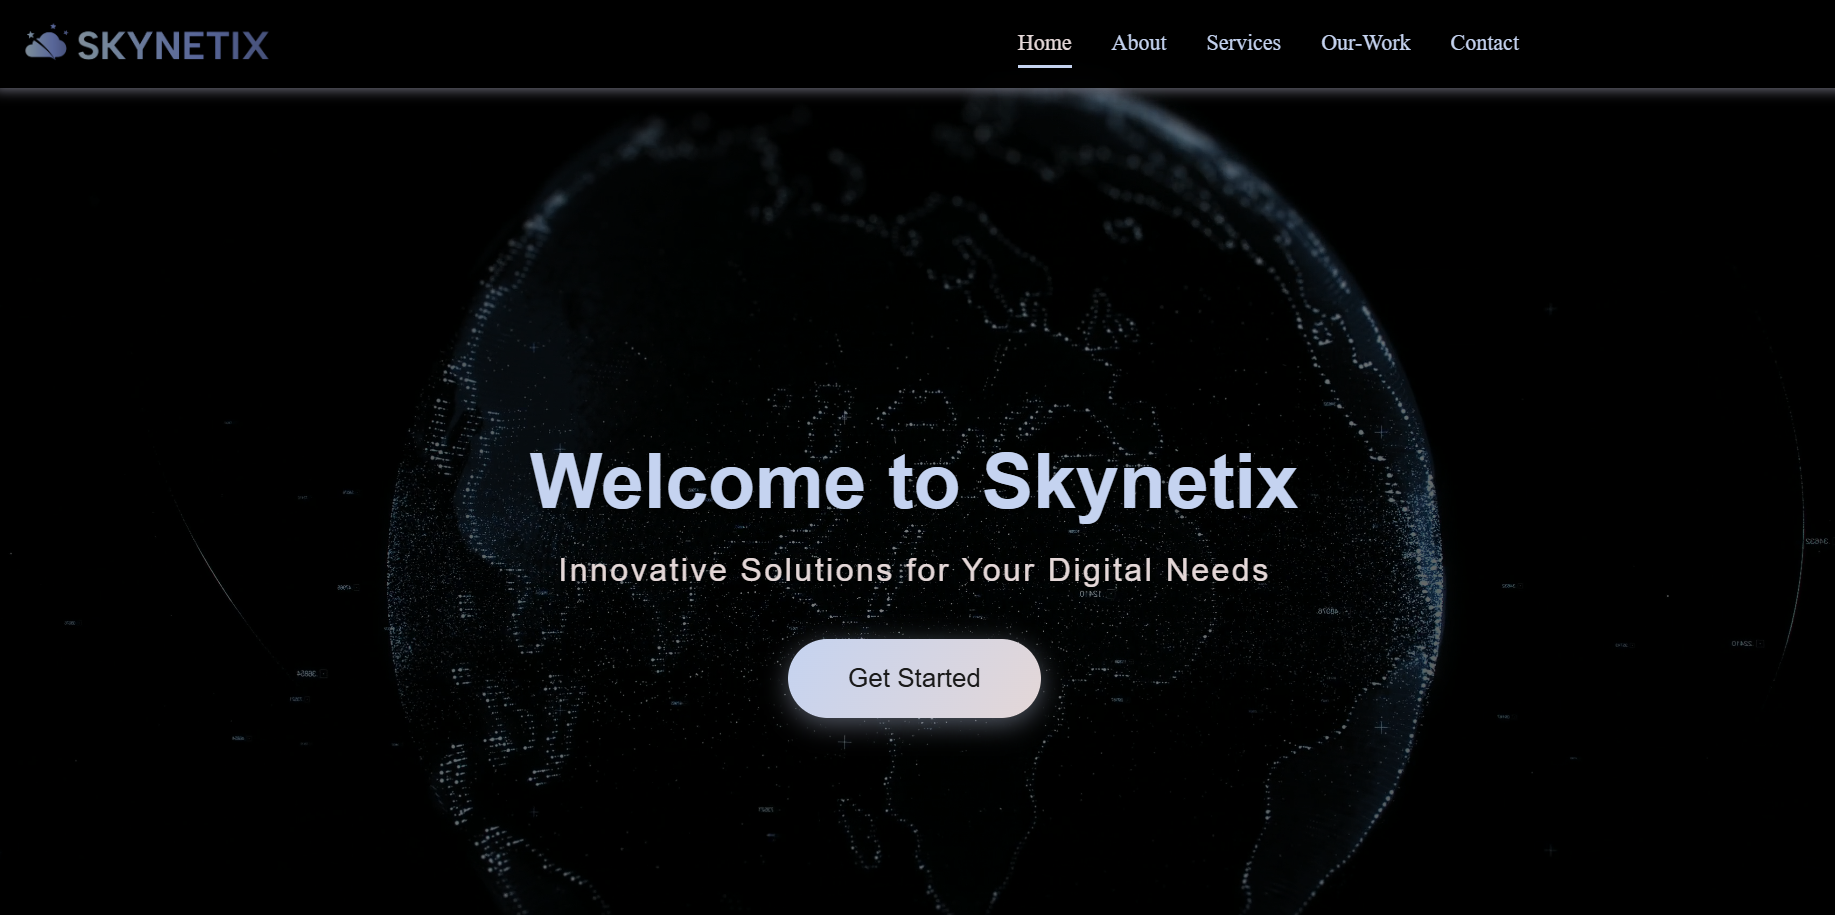 SKYNETIX
Home About Services Our-Work Contact
Welcome to Skynetix
Innovative Solutions for Your Digital Needs
Get Started